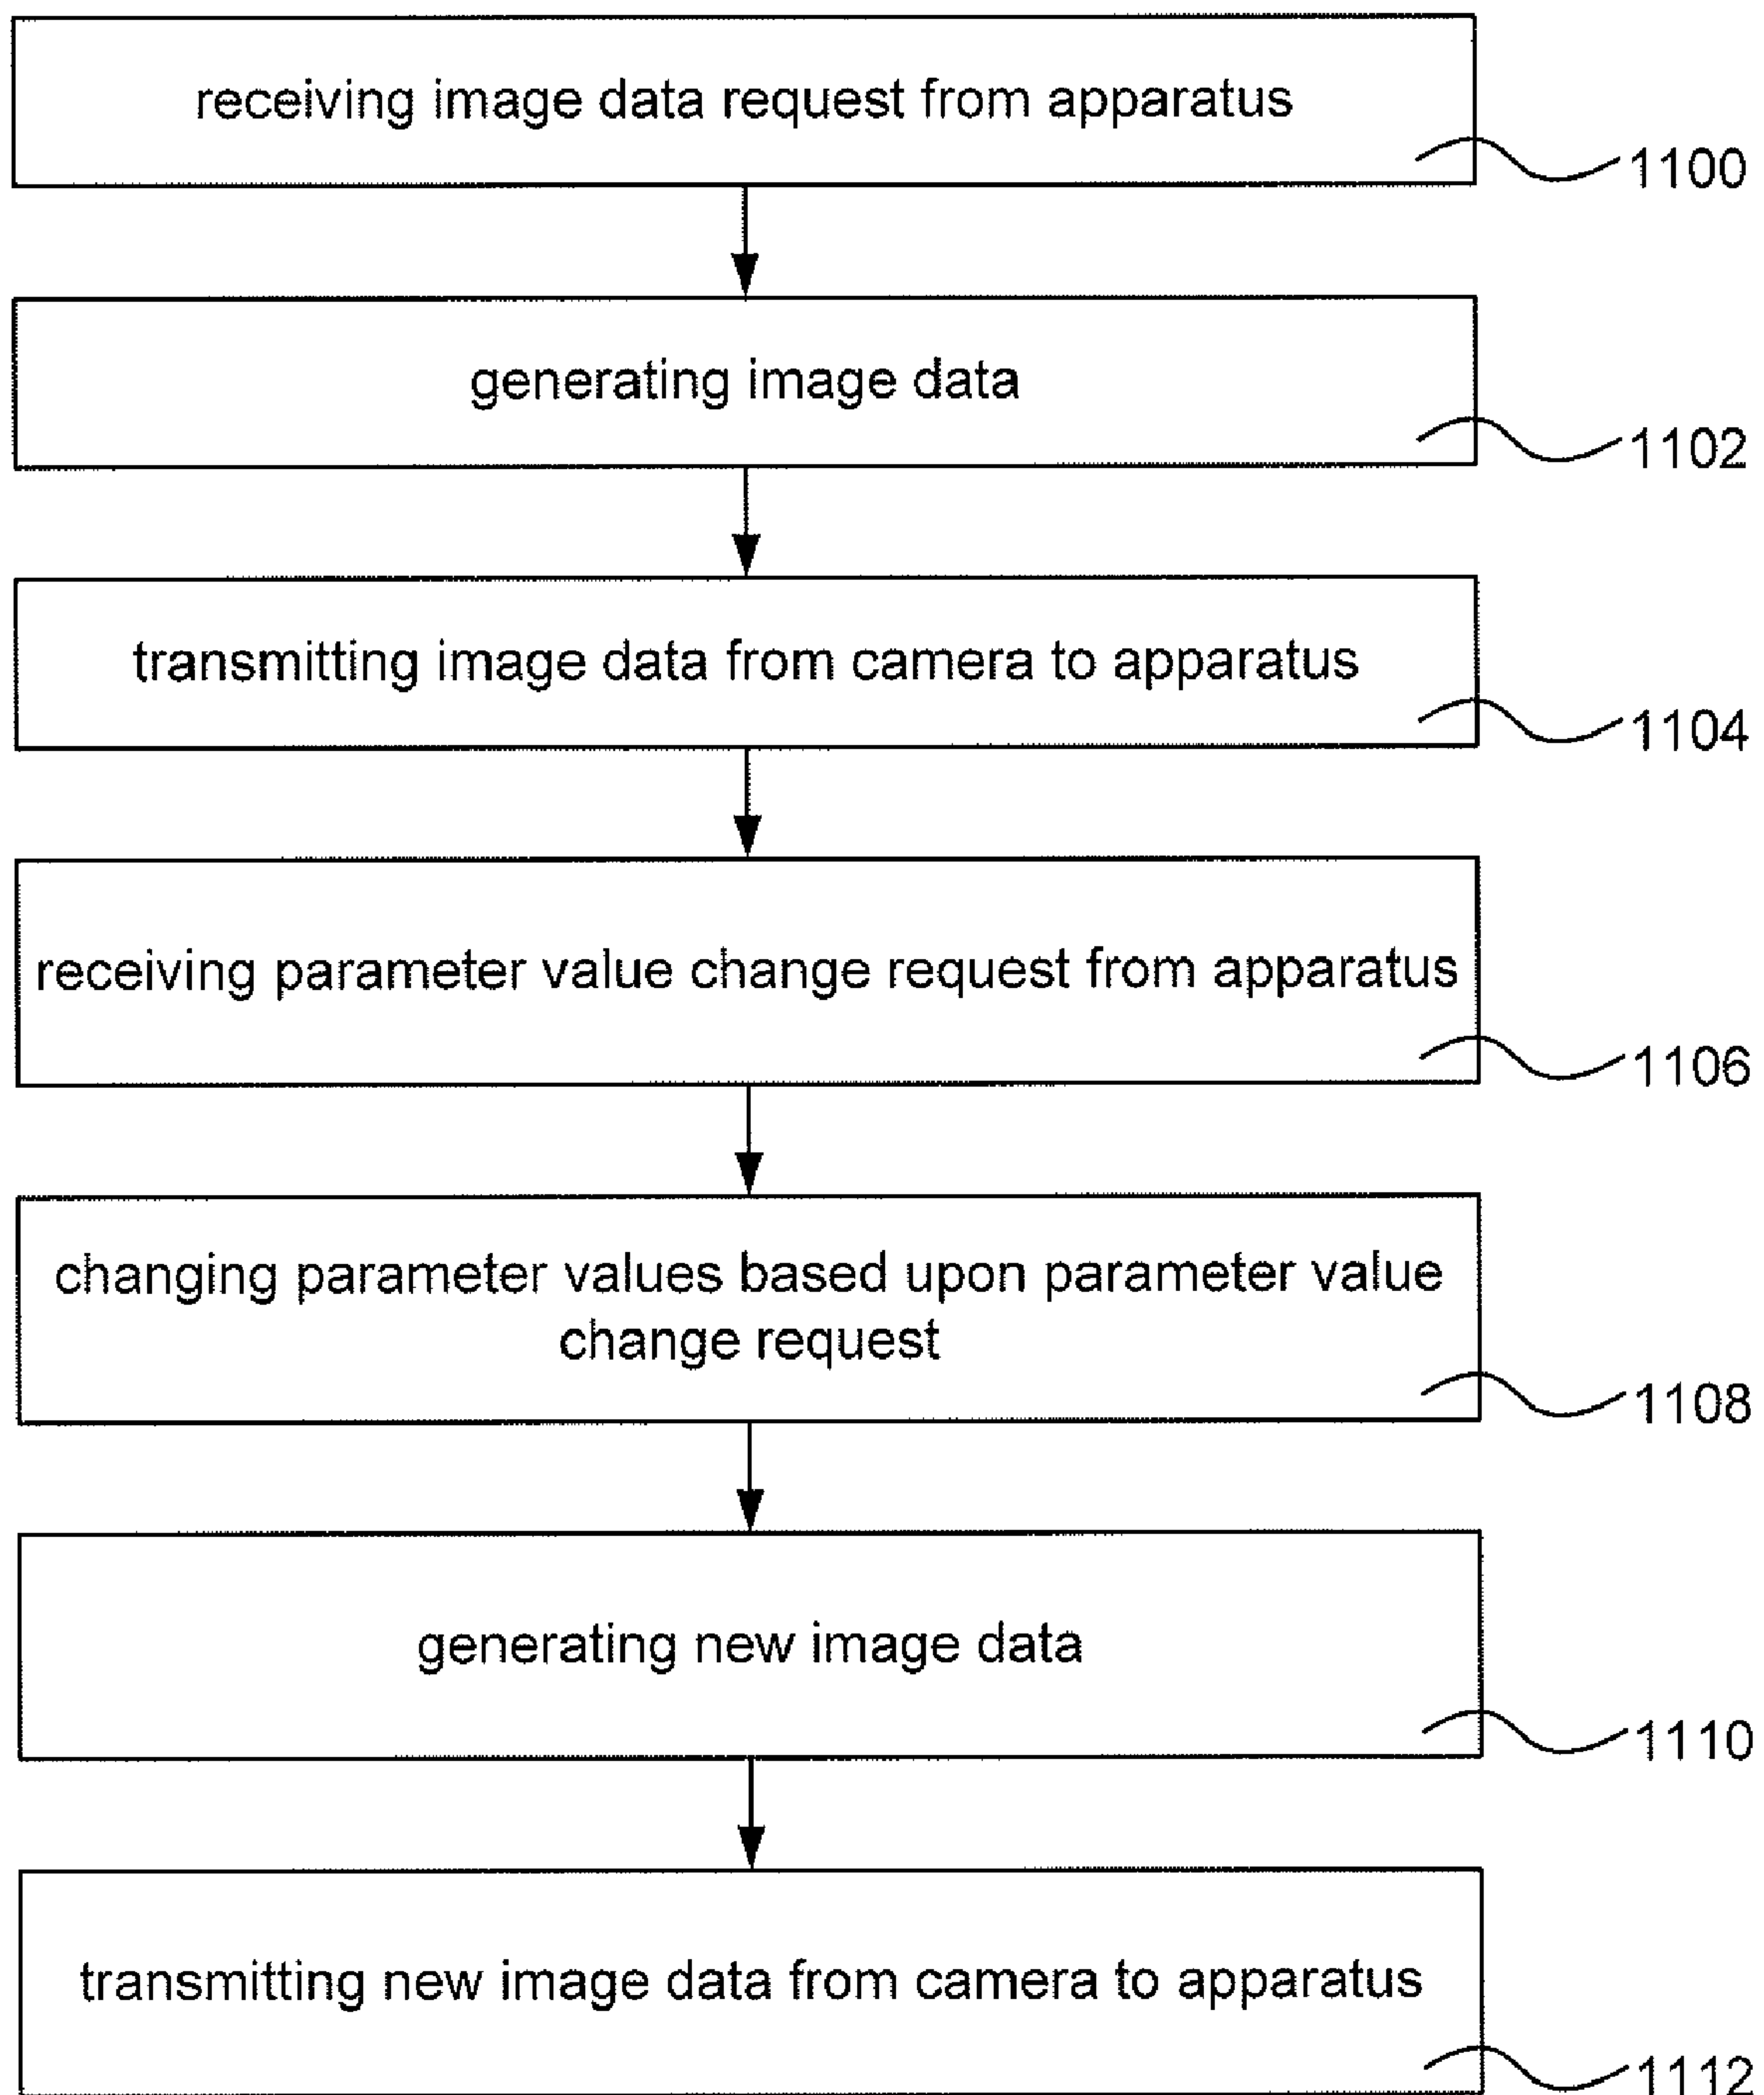 receiving image data request from apparatus
1100
generating image data
1102
transmitting image data from camera to apparatus
1104
receiving parameter value change request from apparatus
1106
changing parameter values based upon parameter value
change request
1108
generating new image data
1110
transmitting new image data from camera to apparatus
1112